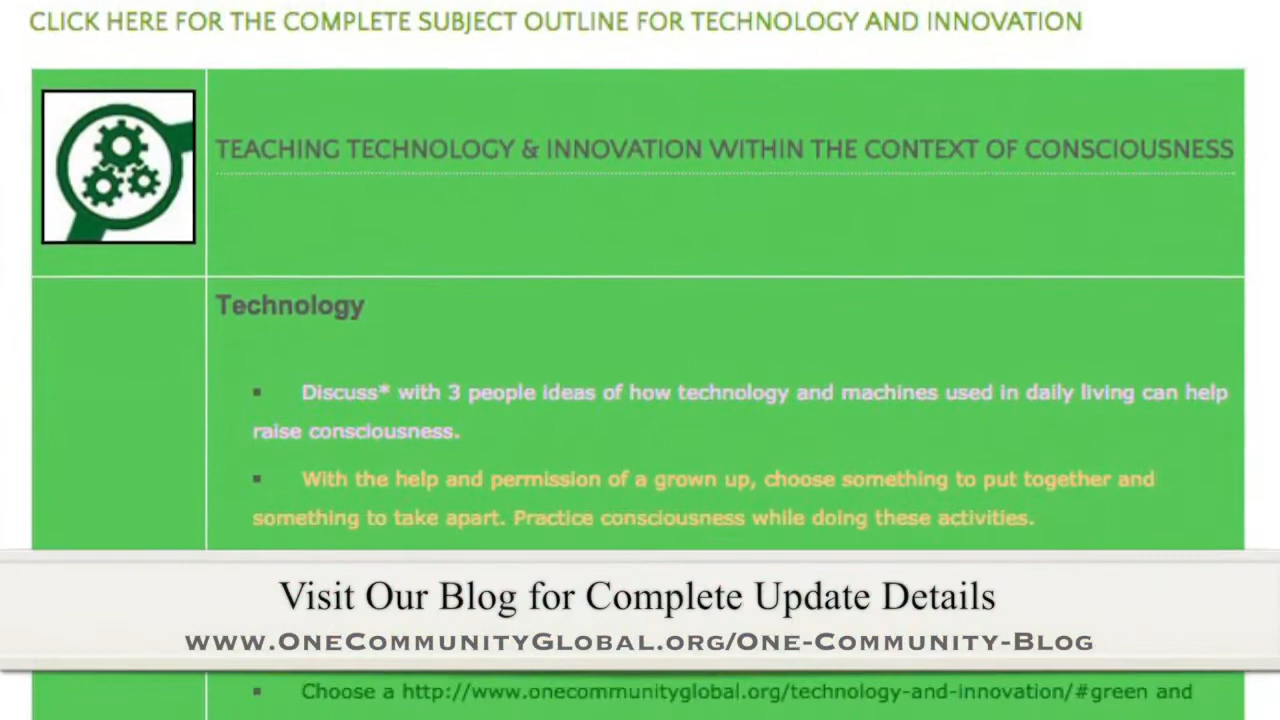 CLICK HERE FOR THE COMPLETE SUBJECT OUTLINE FOR TECHNOLOGY AND INNOVATION
TEACHING TECHNOLOGY & INNOVATION WITHIN THE CONTEXT OF CONSCIOUSNESS
Technology
▪ Discuss* with 3 people ideas of how technology and machines used in daily living can help
raise consciousness.
▪ With the help and permission of a grown up, choose something to put together and
something to take apart. Practice consciousness while doing these activities.
Visit Our Blog for Complete Update Details
www.OneCommunityGlobal.org/One-Community-Blog
▪ Choose a http://www.onecommunityglobal.org/technology-and-innovation/#green and